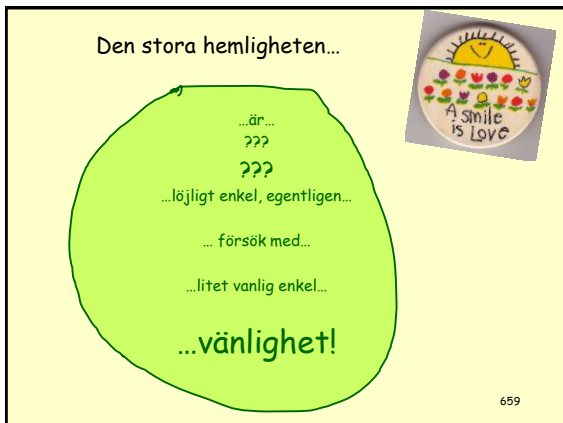 Den stora hemligheten…
A smile
is Love
…är…
???
???
…löjligt enkel, egentligen…
… försök med…
…litet vanlig enkel…
…vänlighet!
659